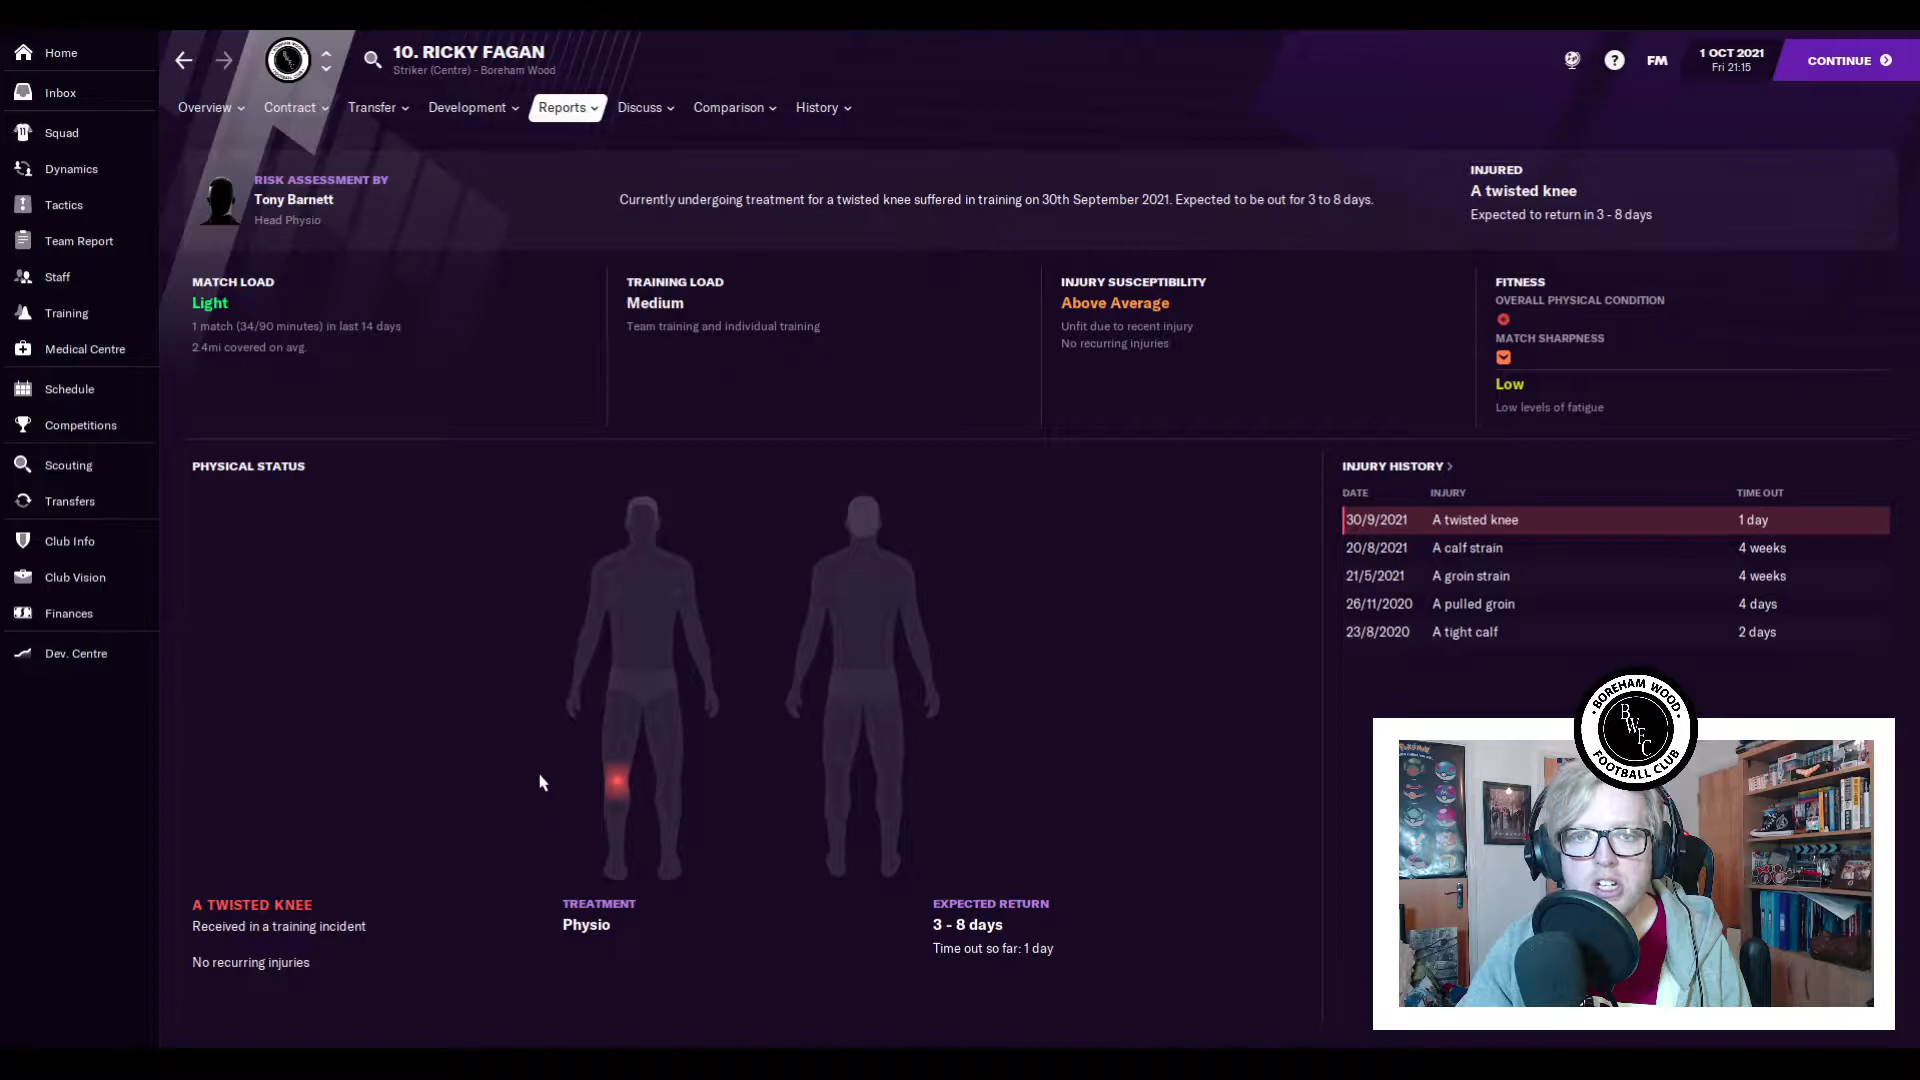 Home
Inbox
Squad
Dynamics
Tactics
Team Report
Staff
Training
Medical Centre
Schedule
Competitions
Scouting
Transfers
Club Info
Club Vision
Finances
Dev. Centre
10. RICKY FAGAN
Striker (Centre) - Boreham Wood
?
FM
1 OCT 2021
Fri 21:15
CONTINUE
Overview
Contract
Transfer
Development
Reports
Discuss
Comparison
History
RISK ASSESSMENT BY
Tony Barnett
Head Physio
Currently undergoing treatment for a twisted knee suffered in training on 30th September 2021. Expected to be out for 3 to 8 days.
INJURED
A twisted knee
Expected to return in 3 - 8 days
MATCH LOAD
Light
1 match (34/90 minutes) in last 14 days
2.4mi covered on avg.
TRAINING LOAD
Medium
Team training and individual training
INJURY SUSCEPTIBILITY
Above Average
Unfit due to recent injury
No recurring injuries
FITNESS
OVERALL PHYSICAL CONDITION
MATCH SHARPNESS
Low
Low levels of fatigue
PHYSICAL STATUS
A TWISTED KNEE
Received in a training incident
No recurring injuries
TREATMENT
Physio
EXPECTED RETURN
3 - 8 days
Time out so far: 1 day
INJURY HISTORY
DATE INJURY TIME OUT
30/9/2021 A twisted knee 1 day
20/8/2021 A calf strain 4 weeks
21/5/2021 A groin strain 4 weeks
26/11/2020 A pulled groin 4 days
23/8/2020 A tight calf 2 days
BOREHAM WOOD
BWFC
FOOTBALL CLUB